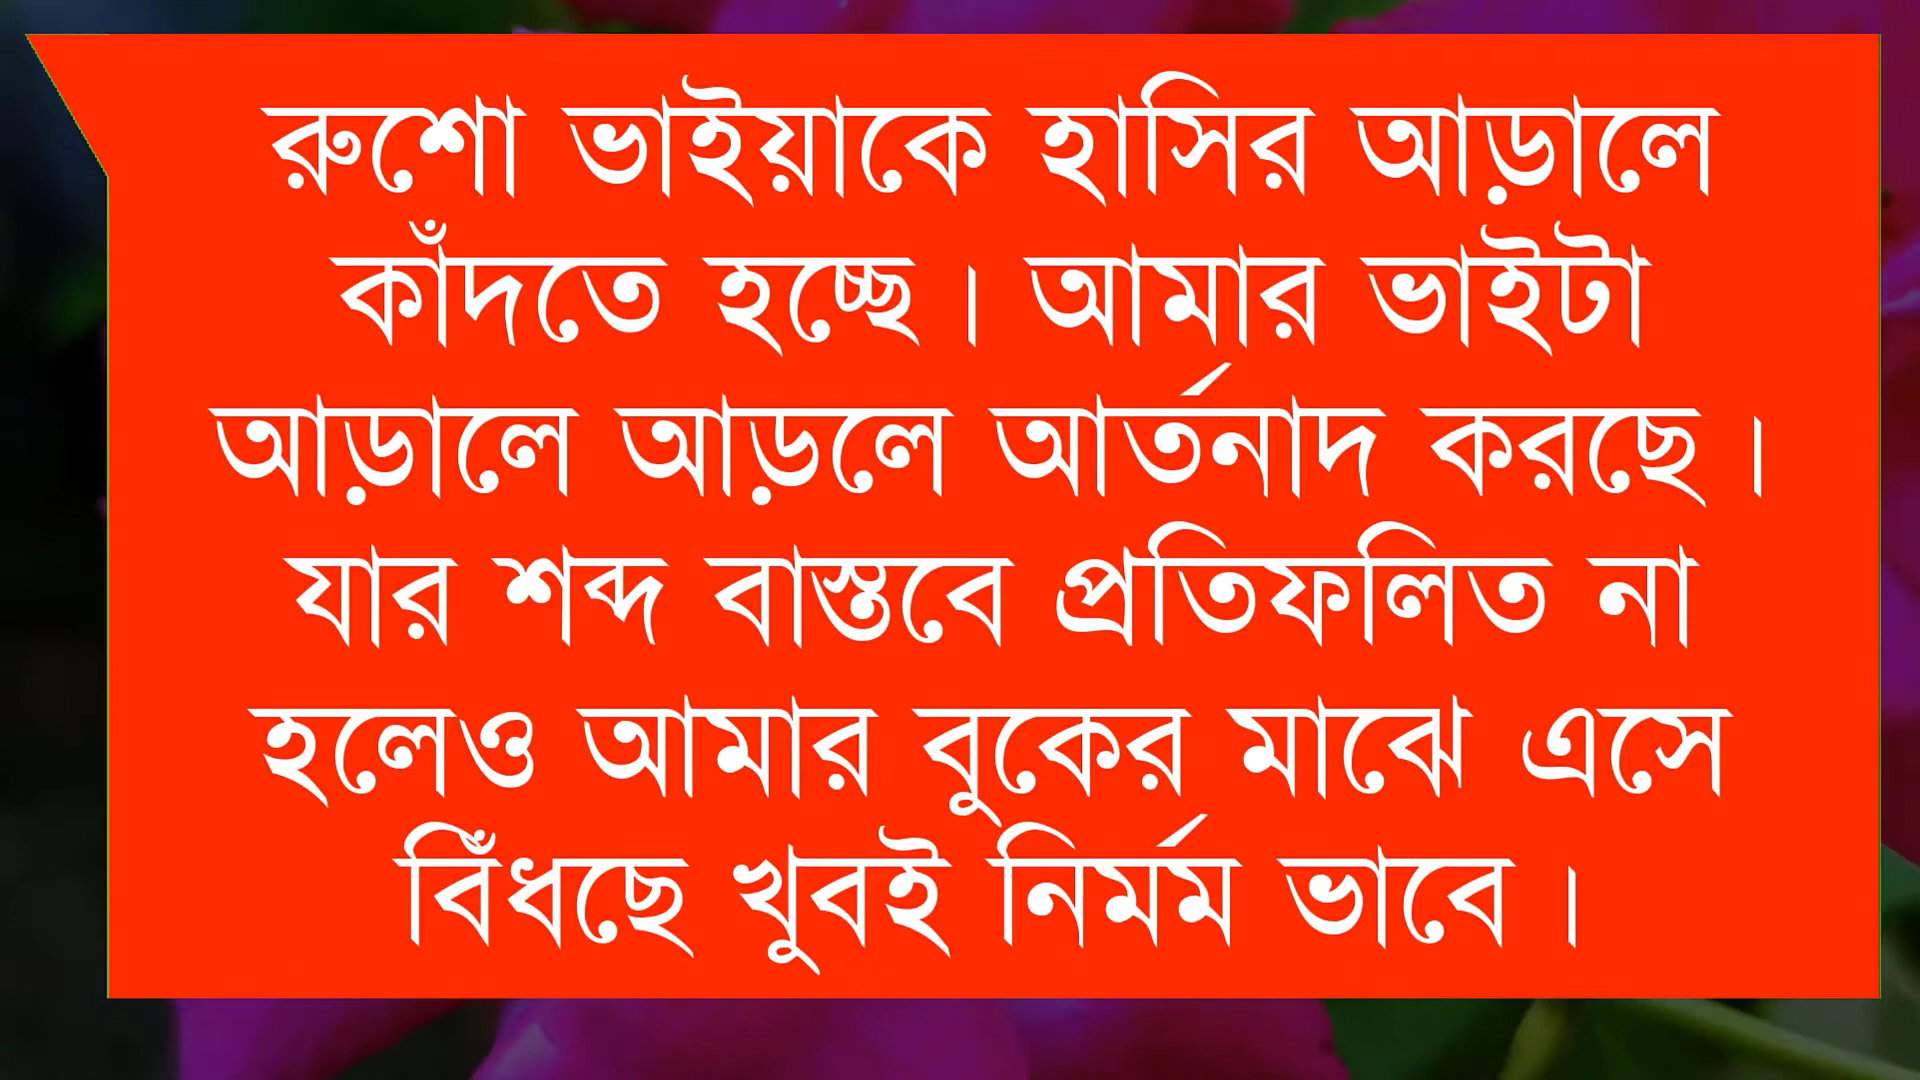 রুশো ভাইয়াকে হাসির আড়ালে
কাঁদতে হচ্ছে। আমার ভাইটা
আড়ালে আড়লে আর্তনাদ করছে।
যার শব্দ বাস্তবে প্রতিফলিত না
হলেও আমার বুকের মাঝে এসে
বিঁধছে খুবই নির্মম ভাবে।